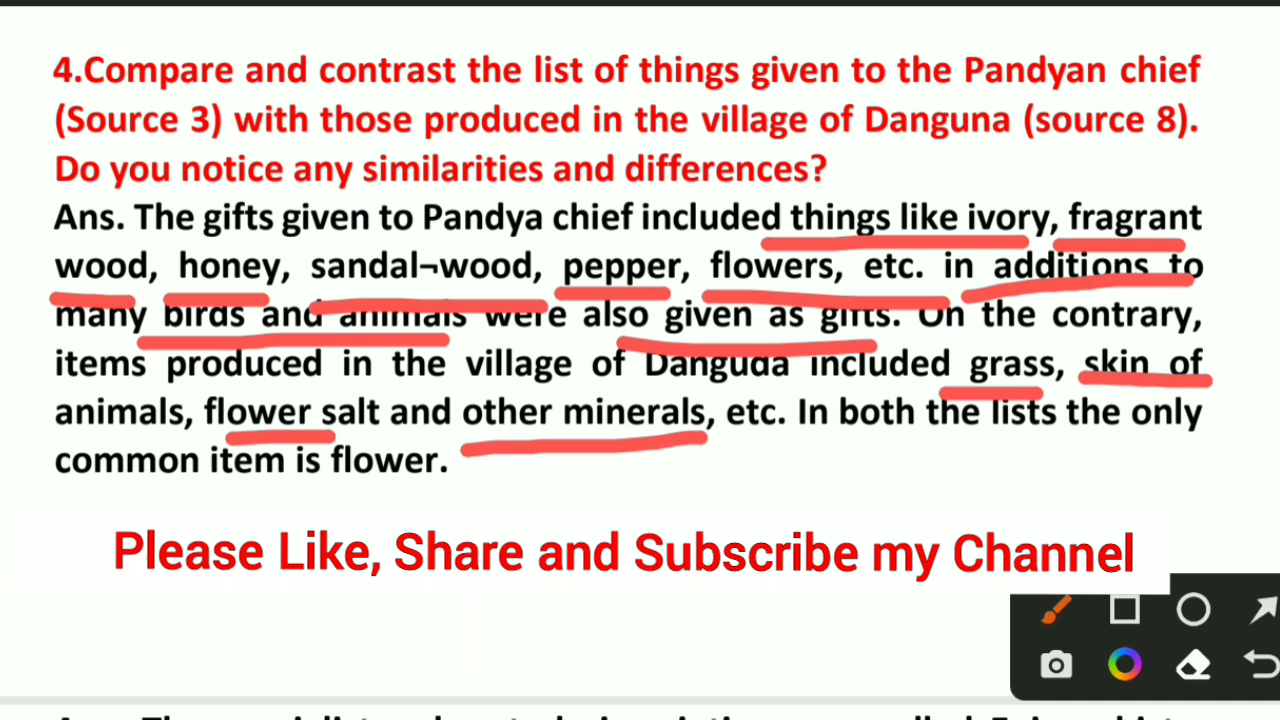 4.Compare and contrast the list of things given to the Pandyan chief
(Source 3) with those produced in the village of Danguna (source 8).
Do you notice any similarities and differences?
Ans. The gifts given to Pandya chief included things like ivory, fragrant
wood, honey, sandal¬wood, pepper, flowers, etc. in additions to
many birds and animals were also given as gifts. On the contrary,
items produced in the village of Danguda included grass, skin of
animals, flower salt and other minerals, etc. In both the lists the only
common item is flower.
Please Like, Share and Subscribe my Channel